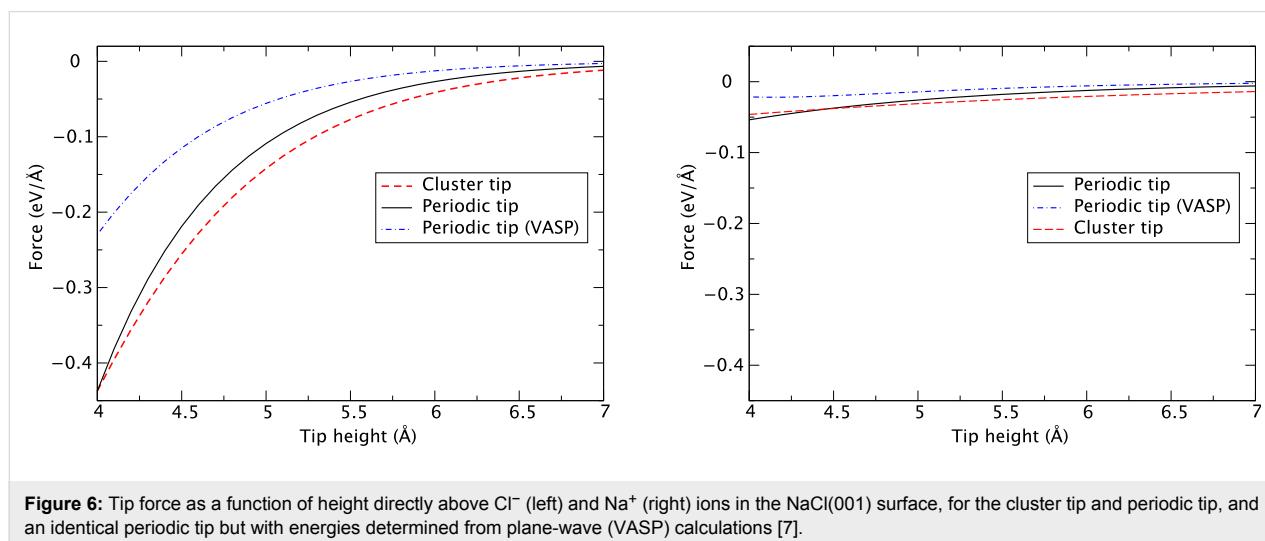 0
−0.1
−0.2
−0.3
−0.4
Force (eV/Å)
4 4.5 5 5.5 6 6.5 7
Tip height (Å)
Cluster tip
Periodic tip
Periodic tip (VASP)
0
−0.1
−0.2
−0.3
−0.4
Force (eV/Å)
4 4.5 5 5.5 6 6.5 7
Tip height (Å)
Periodic tip
Periodic tip (VASP)
Cluster tip
Figure 6: Tip force as a function of height directly above Cl⁻ (left) and Na⁺ (right) ions in the NaCl(001) surface, for the cluster tip and periodic tip, and
an identical periodic tip but with energies determined from plane-wave (VASP) calculations [7].